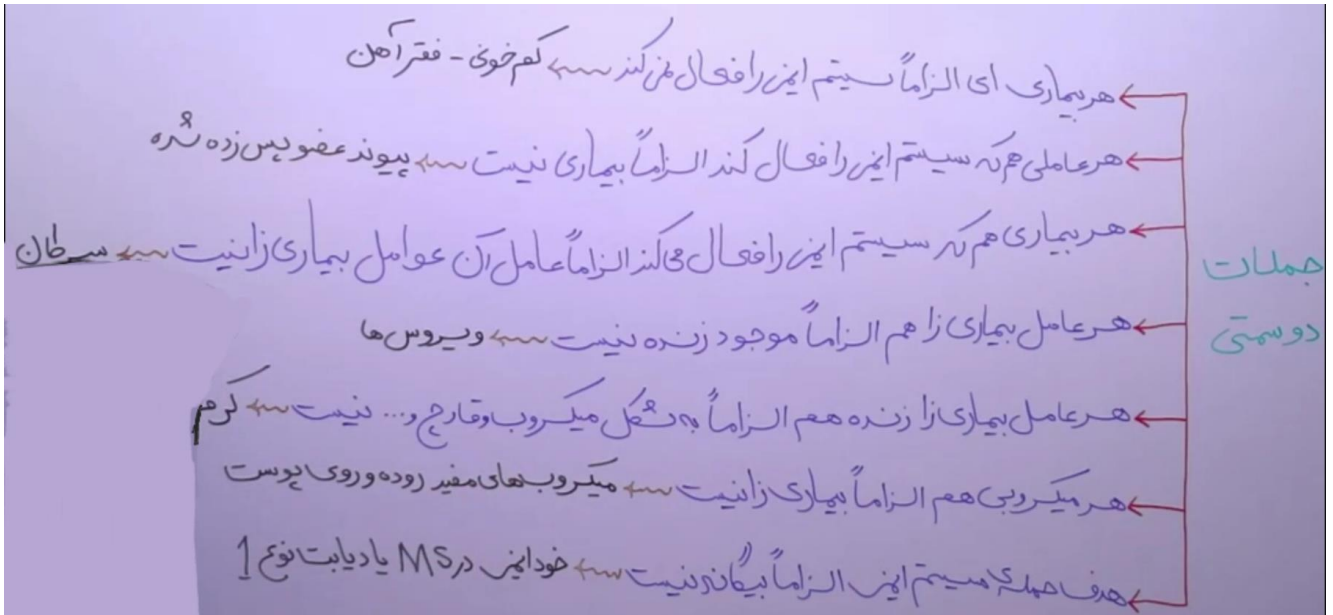 جملات
دوستی
هر بیماری ای الزاماً سیتم ایمنی را فعال نمی کند ← کم خونی - فقر آهن
هر عاملی هم که سیستم ایمنی را فعال کند الزاماً بیماری نیست ← پیوند عضو پس زده شده
هر بیماری هم که سیستم ایمنی را فعال می کند الزاماً عامل آن عوامل بیماری زا نیست ← سرطان
هر عامل بیماری زا هم الزاماً موجود زنده نیست ← ویروس ها
هر عامل بیماری زا زنده هم الزاماً به شکل میکروب و قارچ و... نیست ← کرم
هر میکروبی هم الزاماً بیماری زا نیست ← میکروب های مفید روده و روی پوست
هدف حمله ی سیستم ایمنی الزاماً بیگانه نیست ← خود ایمنی در MS یا دیابت نوع 1